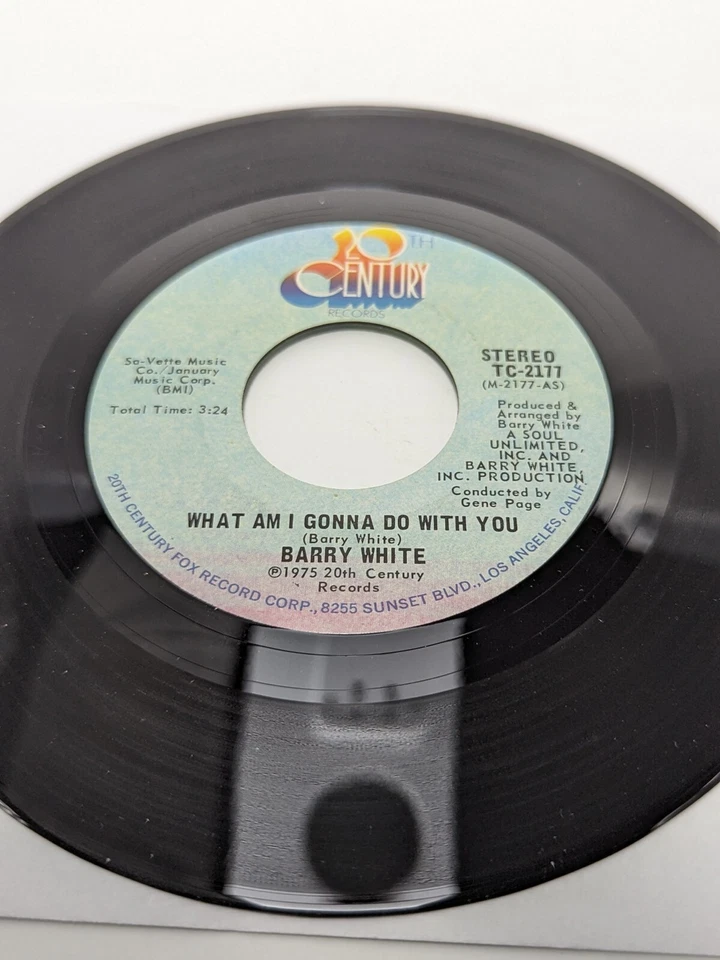 20TH
CENTURY
RECORDS
Sa-Vette Music
Co./January
Music Corp.
(BMI)
Total Time: 3:24
STEREO
TC-2177
(M-2177-AS)
Produced &
Arranged by
Barry White
A SOUL
UNLIMITED,
INC. AND
BARRY WHITE,
INC. PRODUCTION
Conducted by
Gene Page
WHAT AM I GONNA DO WITH YOU
(Barry White)
BARRY WHITE
℗1975 20th Century
Records
20TH CENTURY FOX RECORD CORP., 8255 SUNSET BLVD., LOS ANGELES, CALIF.